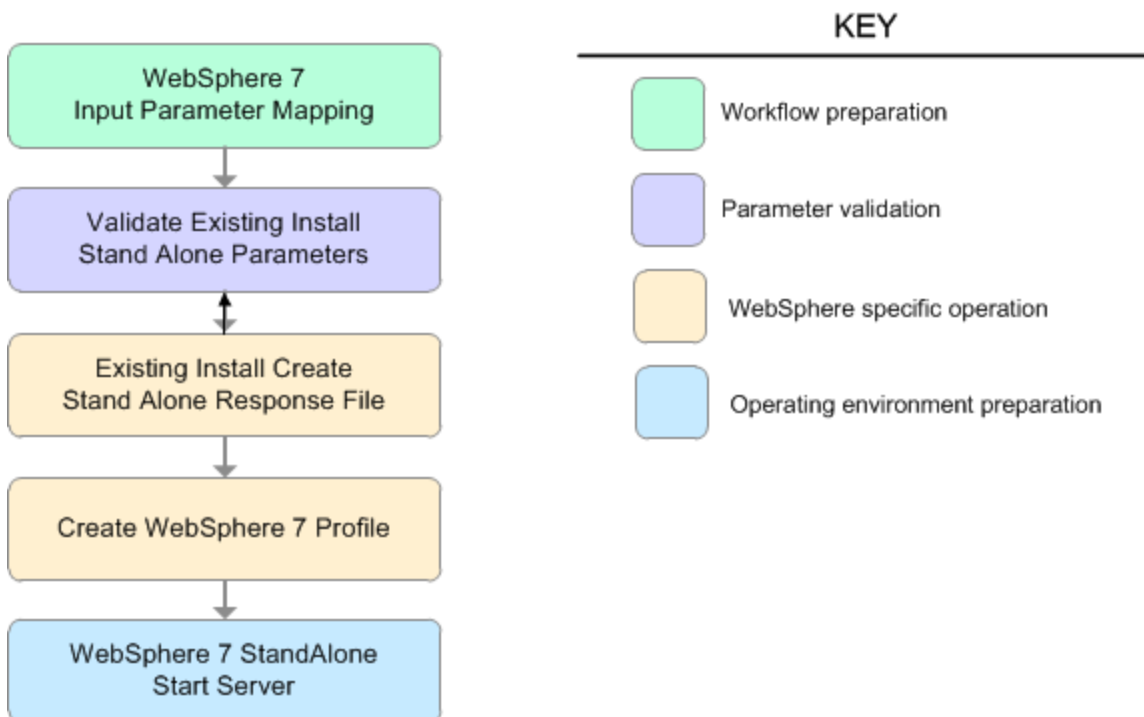 WebSphere 7
Input Parameter Mapping
Validate Existing Install
Stand Alone Parameters
Existing Install Create
Stand Alone Response File
Create WebSphere 7 Profile
WebSphere 7 StandAlone
Start Server
KEY
Workflow preparation
Parameter validation
WebSphere specific operation
Operating environment preparation